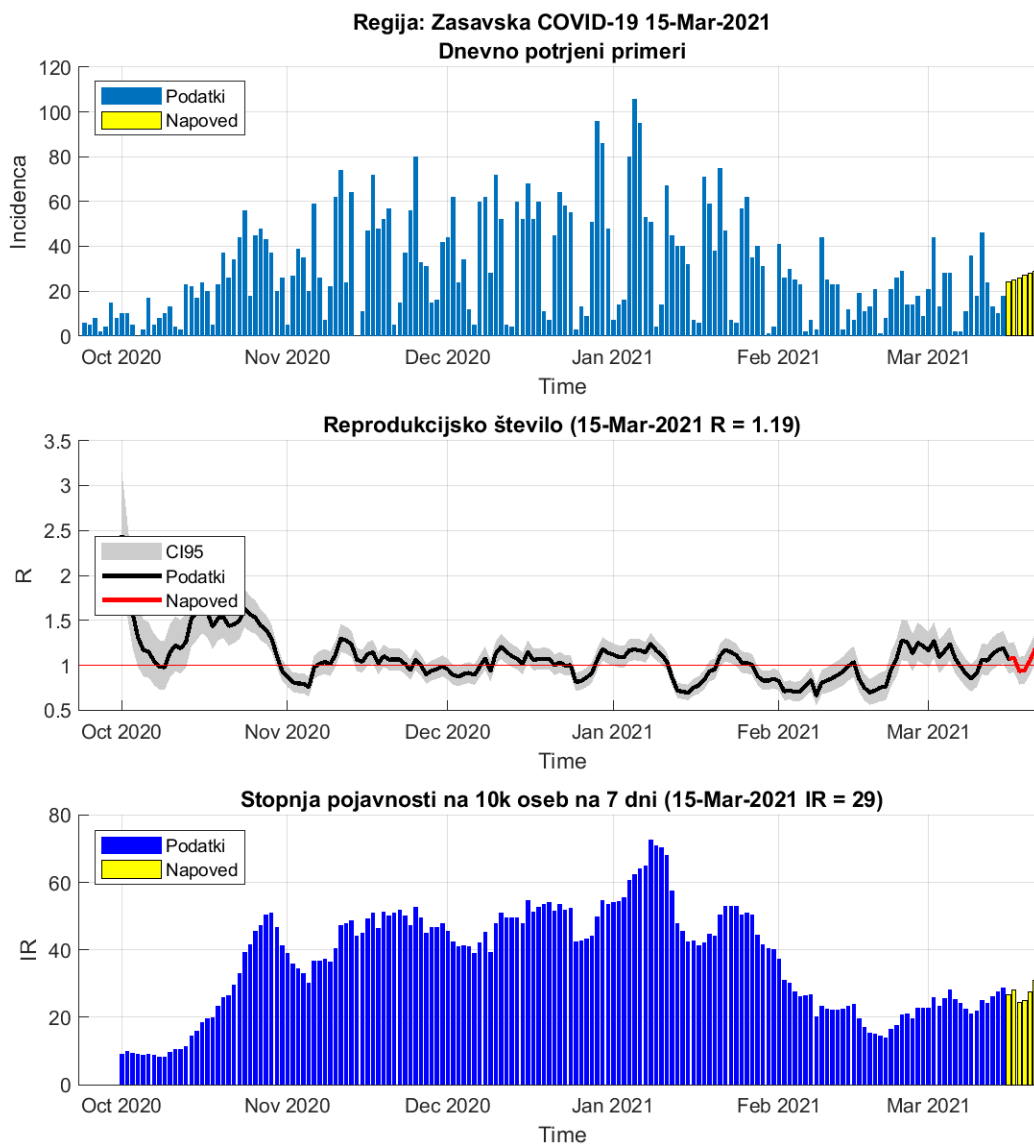 Regija: Zasavska COVID-19 15-Mar-2021
Dnevno potrjeni primeri
120
100
80
60
40
20
0
Incidenca
Podatki
Napoved
Oct 2020 Nov 2020 Dec 2020 Jan 2021 Feb 2021 Mar 2021
Time
Reprodukcijsko število (15-Mar-2021 R = 1.19)
3.5
3
2.5
2
1.5
1
0.5
R
CI95
Podatki
Napoved
Oct 2020 Nov 2020 Dec 2020 Jan 2021 Feb 2021 Mar 2021
Time
Stopnja pojavnosti na 10k oseb na 7 dni (15-Mar-2021 IR = 29)
80
60
40
20
0
IR
Podatki
Napoved
Oct 2020 Nov 2020 Dec 2020 Jan 2021 Feb 2021 Mar 2021
Time